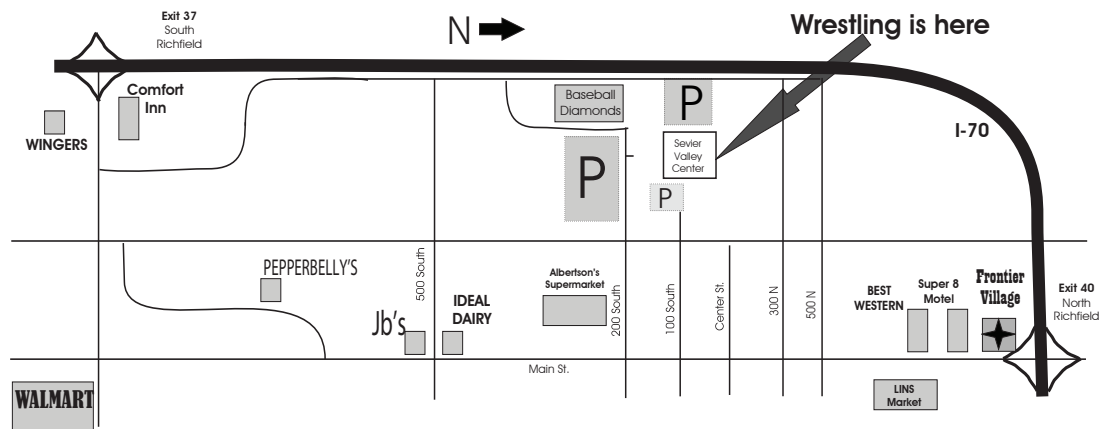 Exit 37
South
Richfield
N
Wrestling is here
Comfort
Inn
WINGERS
Baseball
Diamonds
P
I-70
Sevier
Valley
Center
P
P
PEPPERBELLY'S
500 South
Albertson's
Supermarket
200 South
100 South
Center St.
300 N
500 N
BEST
WESTERN
Super 8
Motel
Frontier
Village
Exit 40
North
Richfield
Jb's
IDEAL
DAIRY
Main St.
WALMART
LINS
Market